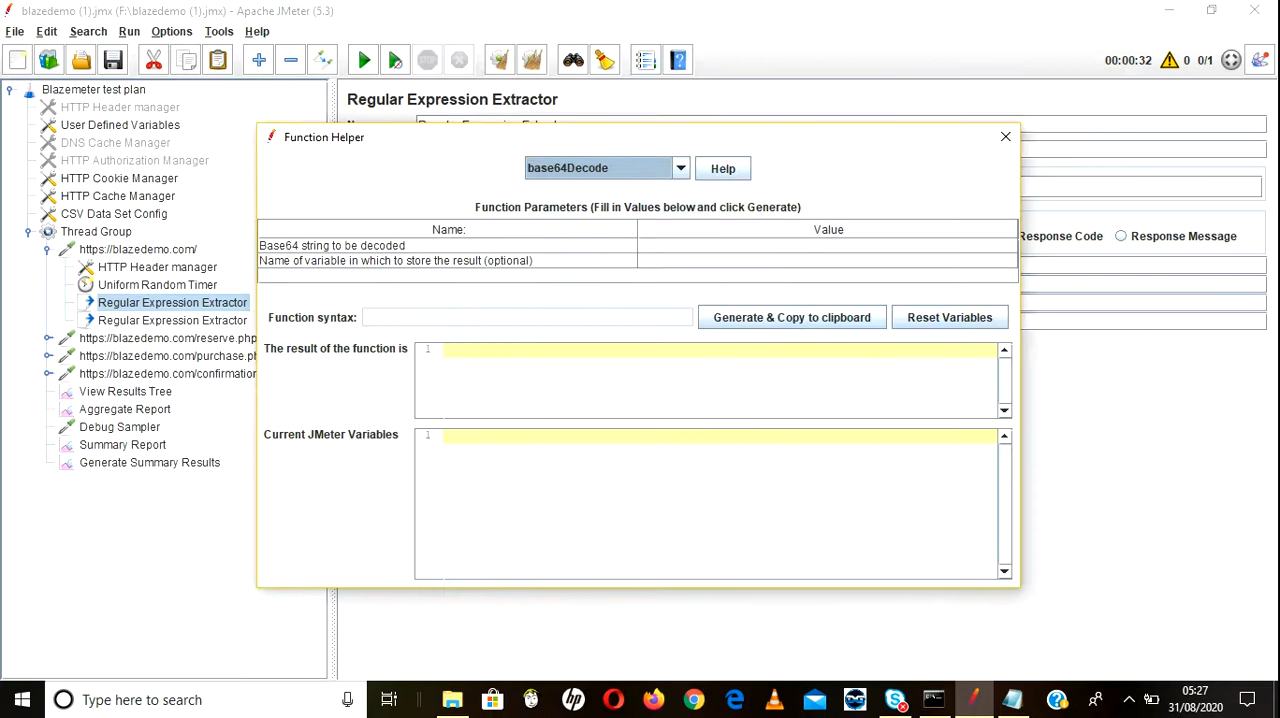 blazedemo (1).jmx (F:\blazedemo (1).jmx) - Apache JMeter (5.3)
File Edit Search Run Options Tools Help
00:00:32 0 0/1
Blazemeter test plan
HTTP Header manager
User Defined Variables
DNS Cache Manager
HTTP Authorization Manager
HTTP Cookie Manager
HTTP Cache Manager
CSV Data Set Config
Thread Group
https://blazedemo.com/
HTTP Header manager
Uniform Random Timer
Regular Expression Extractor
Regular Expression Extractor
https://blazedemo.com/reserve.php
https://blazedemo.com/purchase.ph
https://blazedemo.com/confirmation
View Results Tree
Aggregate Report
Debug Sampler
Summary Report
Generate Summary Results
Regular Expression Extractor
Response Code Response Message
Function Helper
base64Decode Help
Function Parameters (Fill in Values below and click Generate)
Name: Value
Base64 string to be decoded
Name of variable in which to store the result (optional)
Function syntax: Generate & Copy to clipboard Reset Variables
The result of the function is 1
Current JMeter Variables 1
Type here to search
05:27
31/08/2020